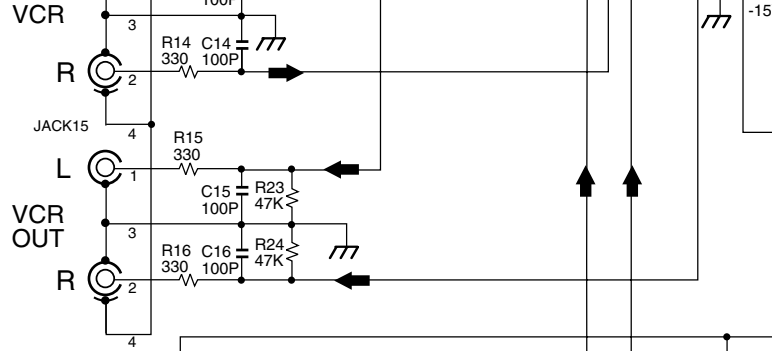 100P
-15
VCR
3
R14 C14
330 100P
R
2
JACK15
4
R15
330
L
1
C15 R23
100P 47K
VCR
OUT
3
R16 C16 R24
330 100P 47K
R
2
4